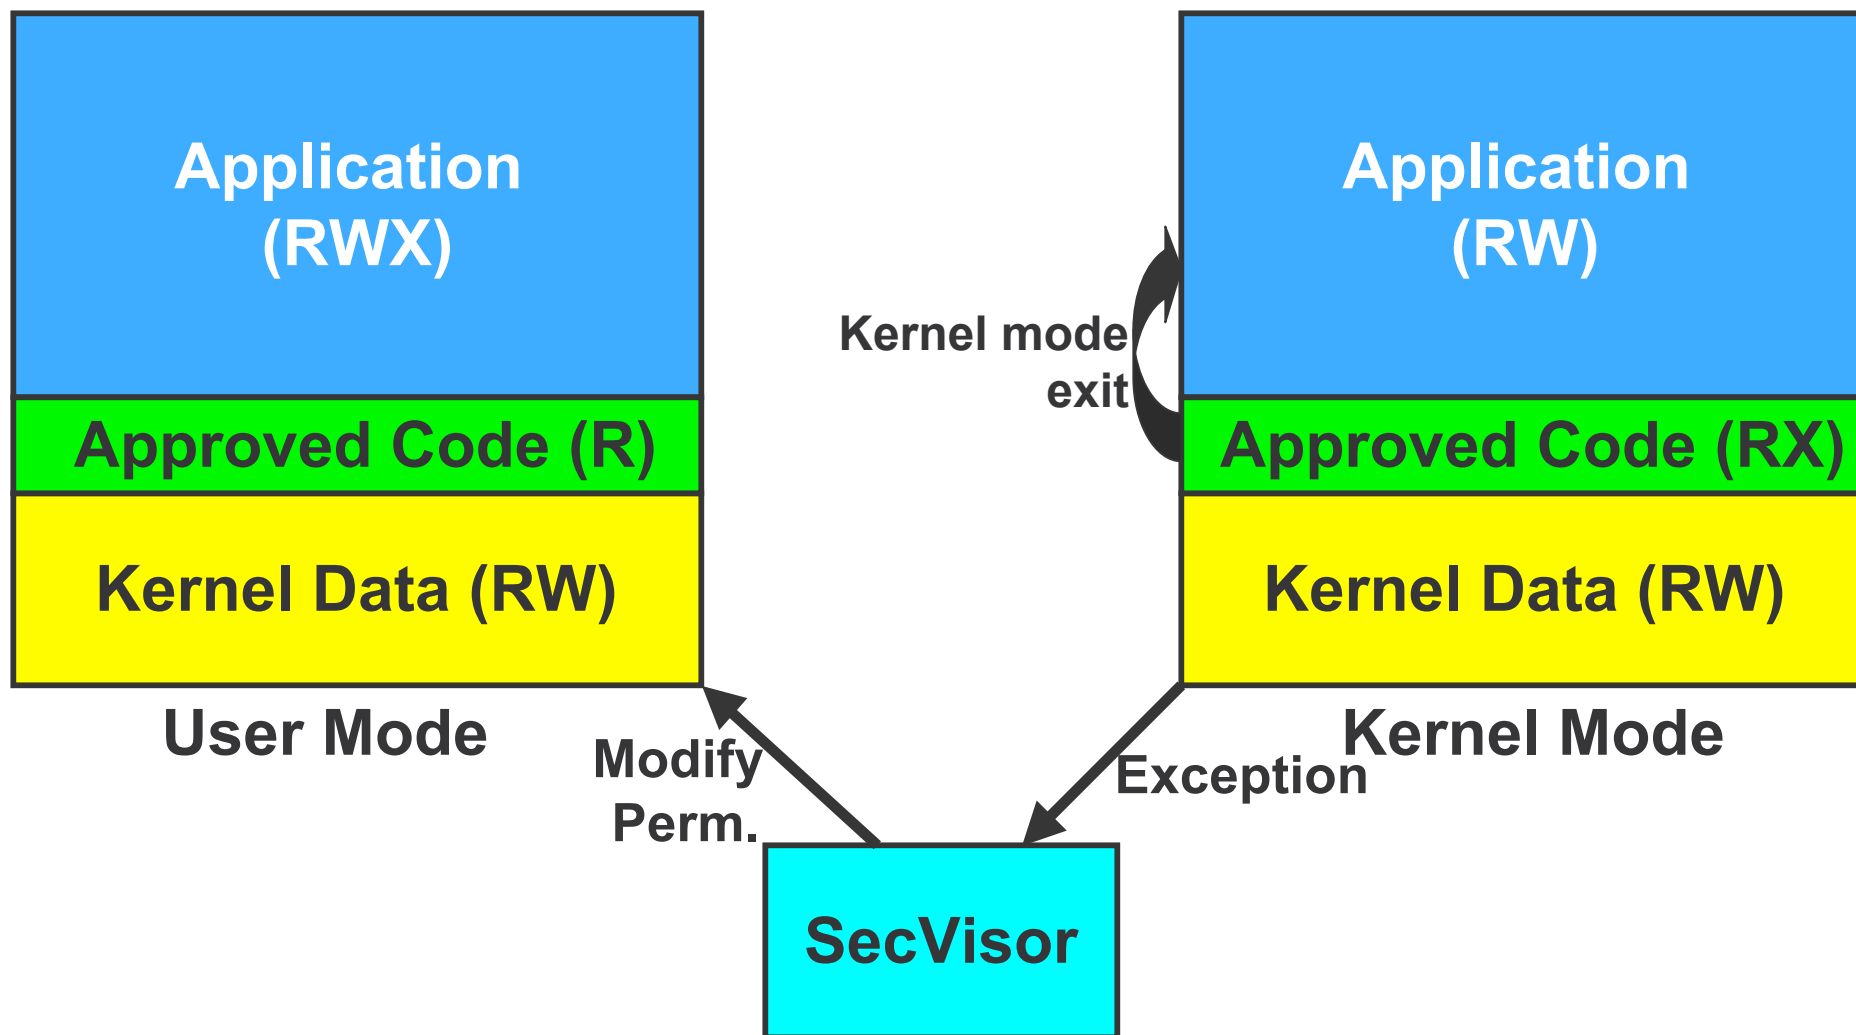 Application
(RWX)
Approved Code (R)
Kernel Data (RW)
User Mode
Kernel mode
exit
Application
(RW)
Approved Code (RX)
Kernel Data (RW)
Kernel Mode
Modify
Perm.
Exception
SecVisor